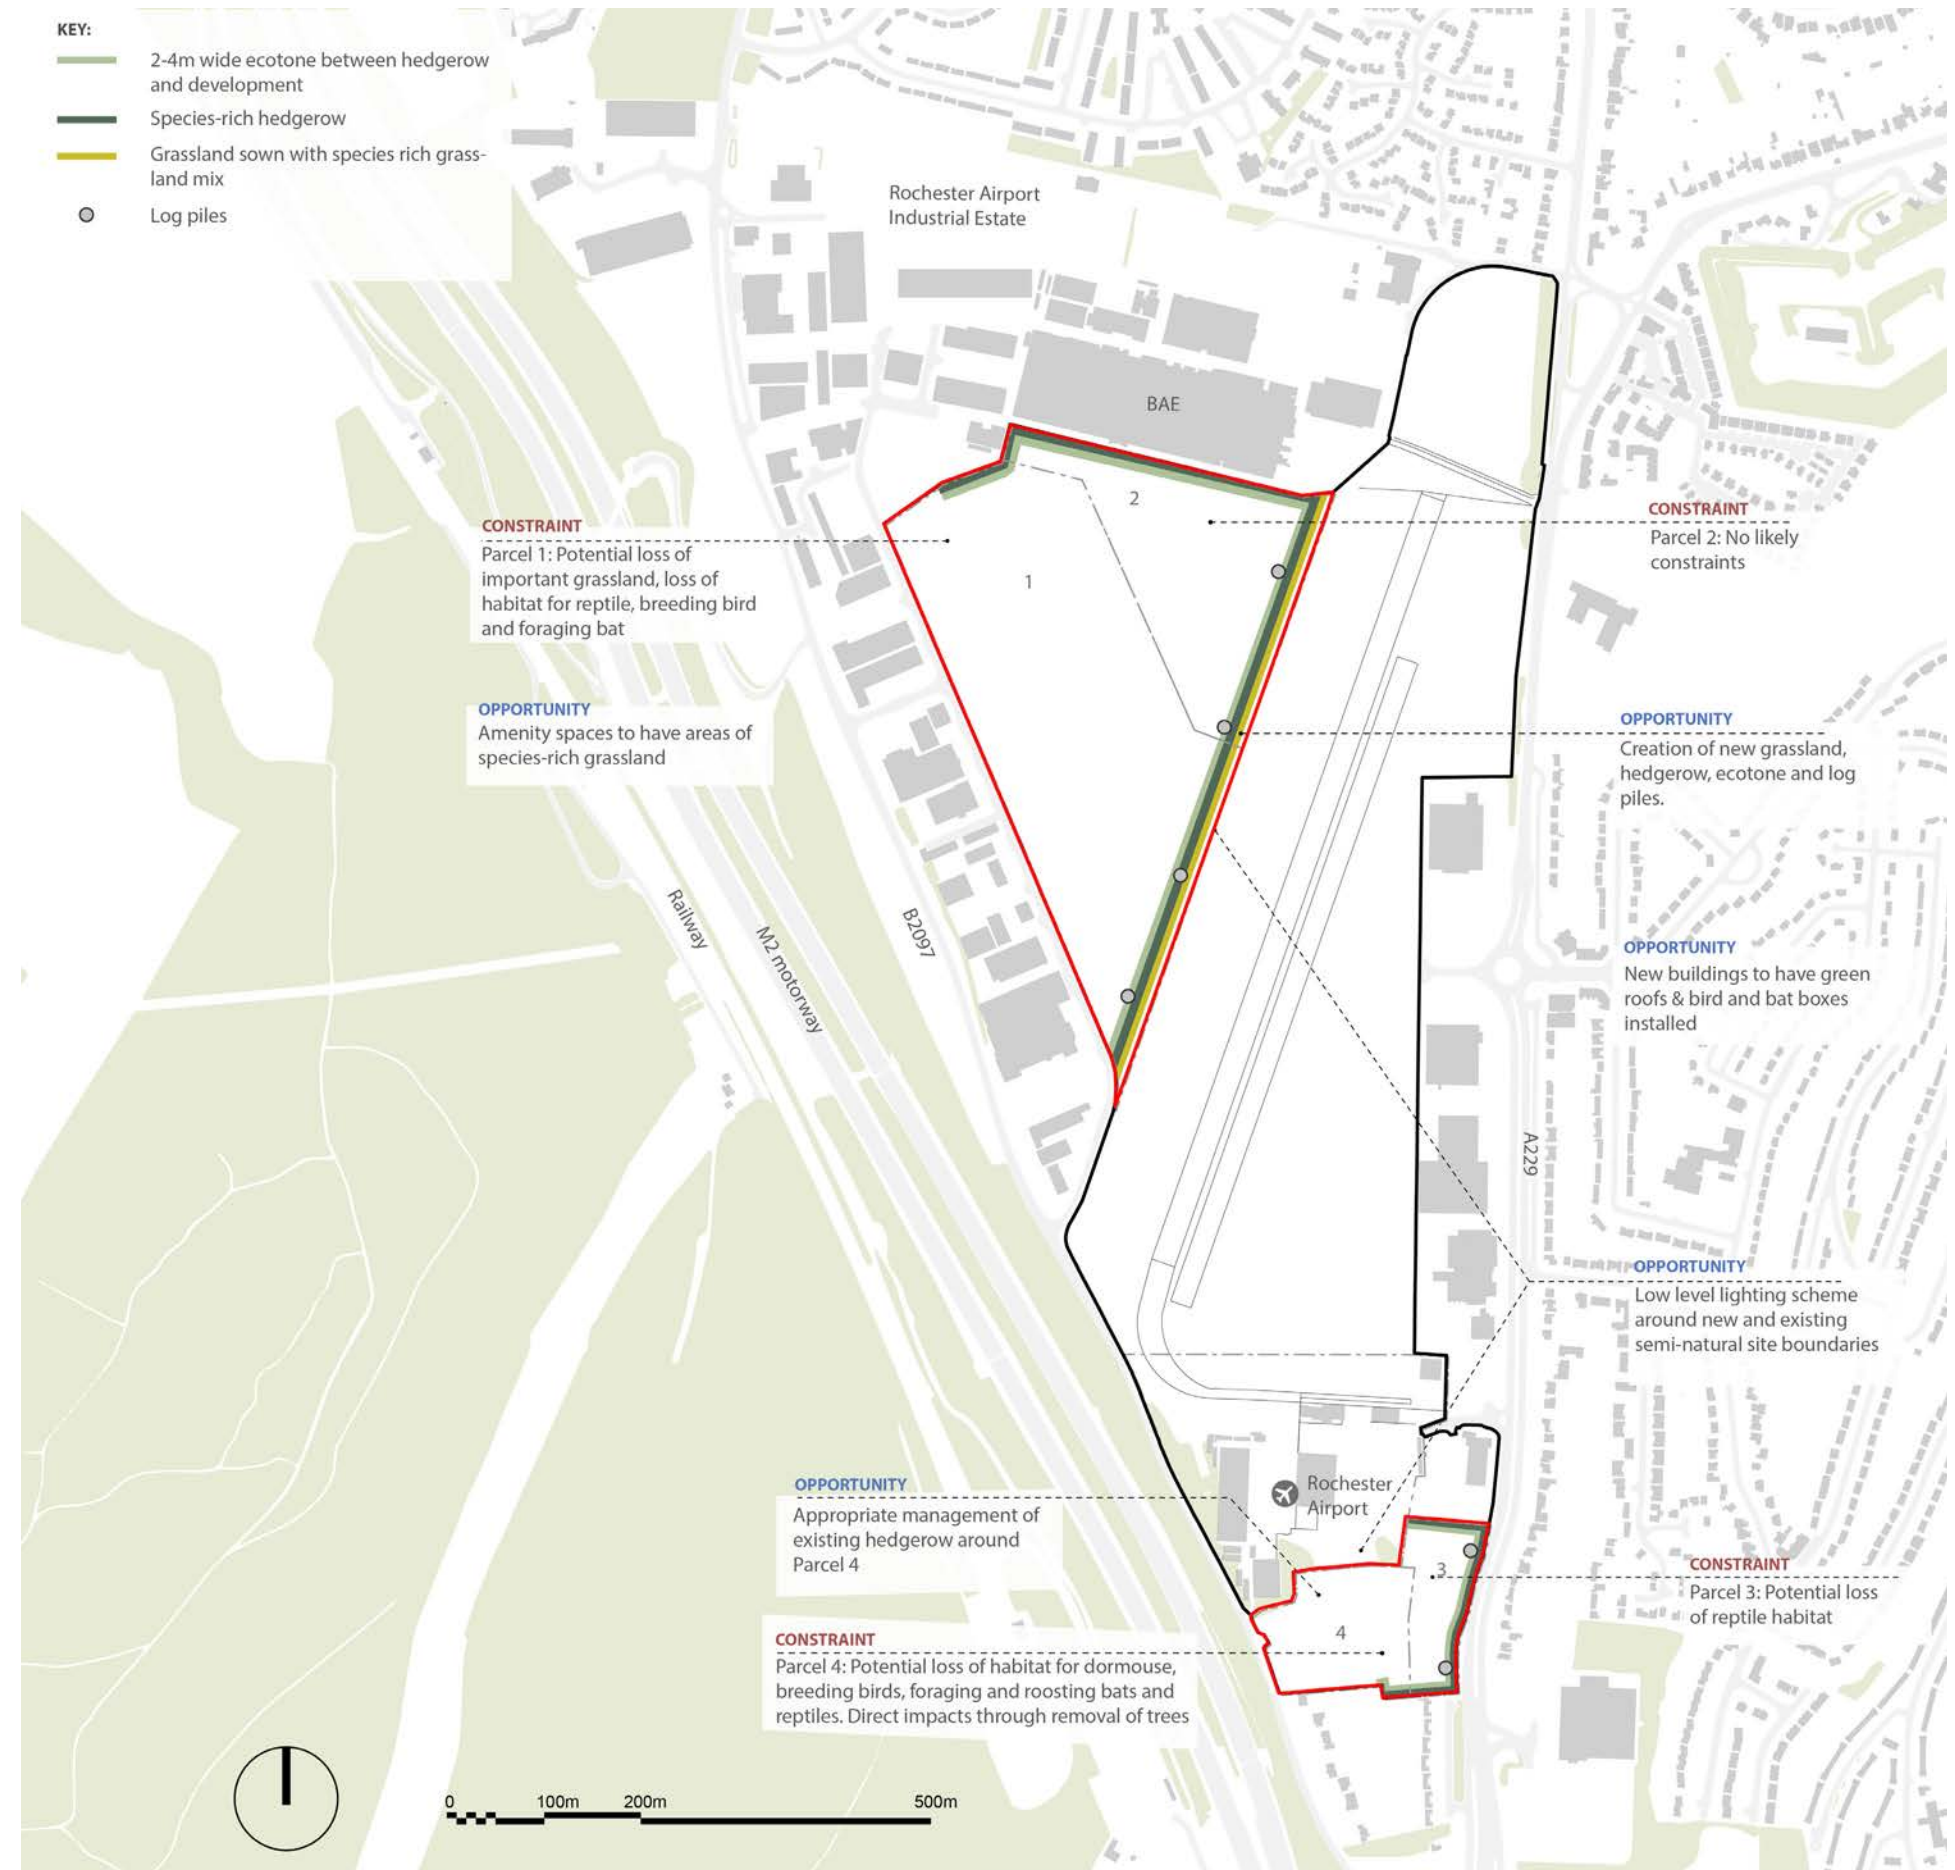 KEY:
2-4m wide ecotone between hedgerow
and development
Species-rich hedgerow
Grassland sown with species rich grass-
land mix
Log piles
Rochester Airport
Industrial Estate
BAE
2
1
CONSTRAINT
Parcel 1: Potential loss of
important grassland, loss of
habitat for reptile, breeding bird
and foraging bat
CONSTRAINT
Parcel 2: No likely
constraints
OPPORTUNITY
Amenity spaces to have areas of
species-rich grassland
OPPORTUNITY
Creation of new grassland,
hedgerow, ecotone and log
piles.
Railway
M2 motorway
B2097
OPPORTUNITY
New buildings to have green
roofs & bird and bat boxes
installed
A229
OPPORTUNITY
Low level lighting scheme
around new and existing
semi-natural site boundaries
OPPORTUNITY
Appropriate management of
existing hedgerow around
Parcel 4
Rochester
Airport
3
4
CONSTRAINT
Parcel 3: Potential loss
of reptile habitat
CONSTRAINT
Parcel 4: Potential loss of habitat for dormouse,
breeding birds, foraging and roosting bats and
reptiles. Direct impacts through removal of trees
0 100m 200m 500m